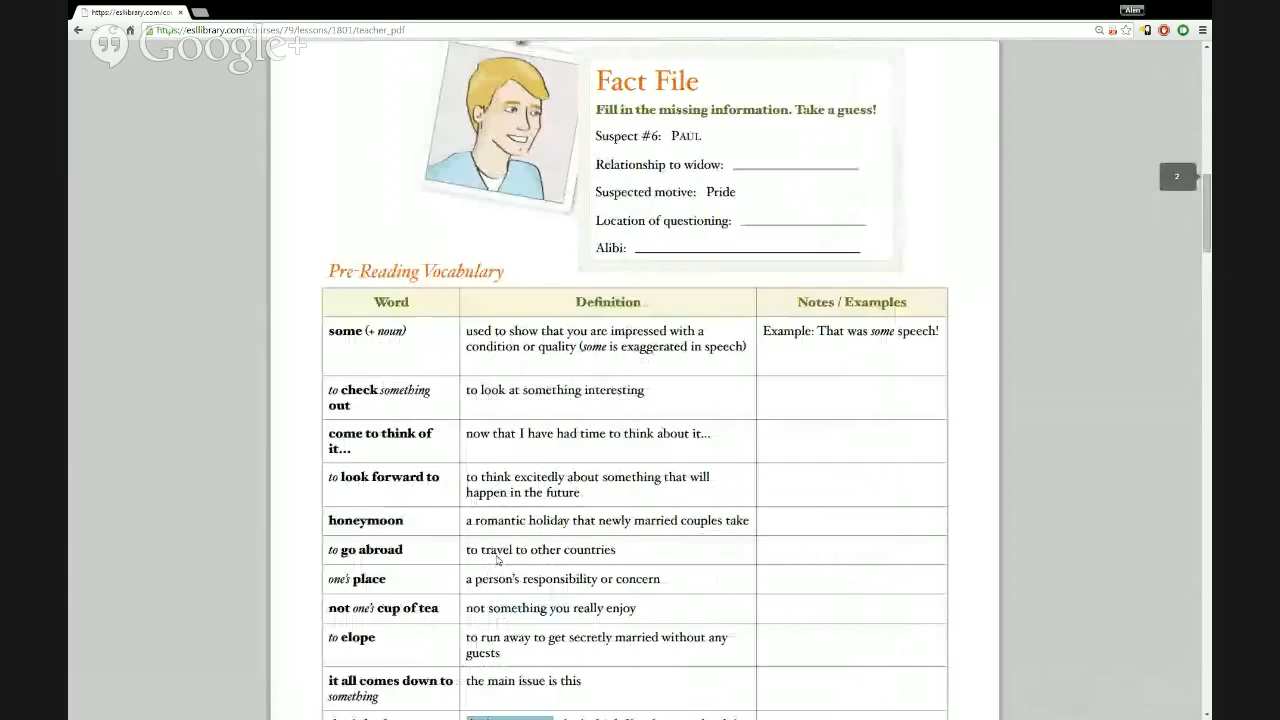 https://esllibrary.com/co
Alen
https://esllibrary.com/courses/79/lessons/1801/teacher_pdf
Google+
Fact File
Fill in the missing information. Take a guess!
Suspect #6: PAUL
Relationship to widow:
Suspected motive: Pride
2
Location of questioning:
Alibi:
Pre-Reading Vocabulary
Word Definition Notes / Examples
some (+ noun) used to show that you are impressed with a Example: That was some speech!
condition or quality (some is exaggerated in speech)
to check something to look at something interesting
out
come to think of now that I have had time to think about it...
it...
to look forward to to think excitedly about something that will
happen in the future
honeymoon a romantic holiday that newly married couples take
to go abroad to travel to other countries
one's place a person's responsibility or concern
not one's cup of tea not something you really enjoy
to elope to run away to get secretly married without any
guests
it all comes down to the main issue is this
something